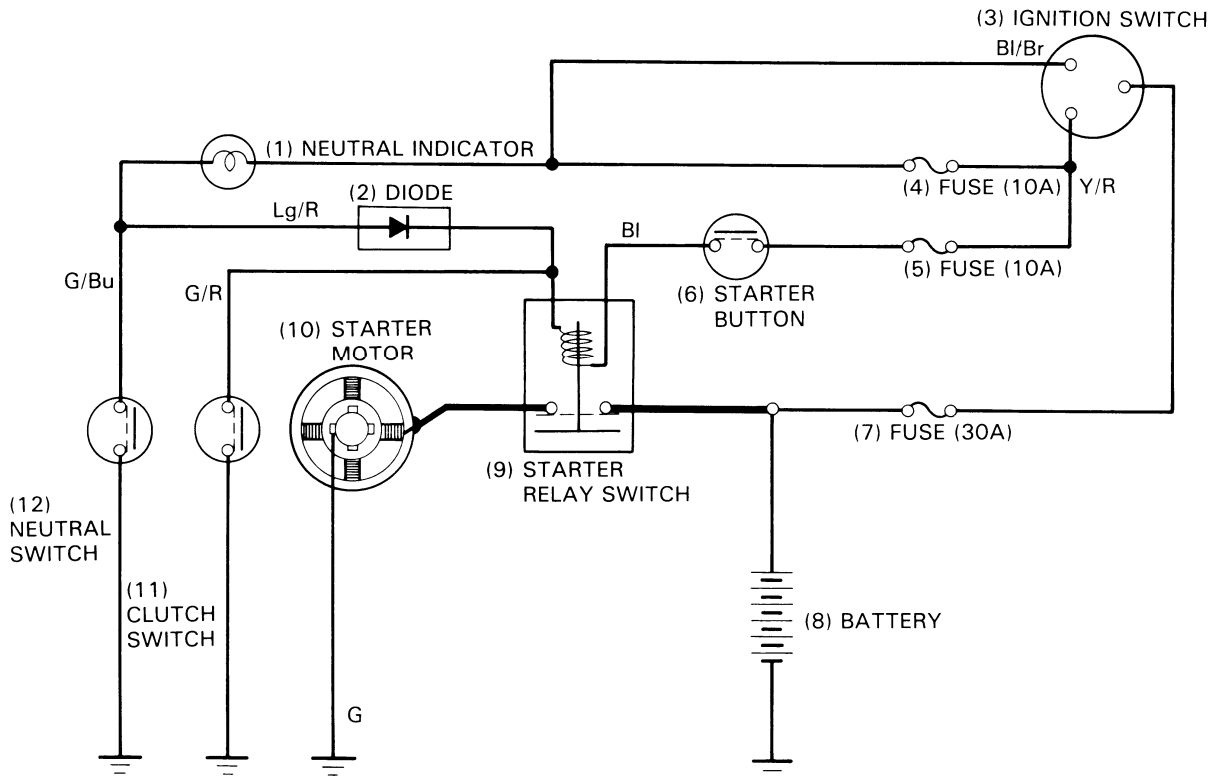 (3) IGNITION SWITCH
Bl/Br
(1) NEUTRAL INDICATOR
(4) FUSE (10A)
Y/R
(2) DIODE
Lg/R
Bl
(5) FUSE (10A)
G/Bu
G/R
(6) STARTER
BUTTON
(10) STARTER
MOTOR
(7) FUSE (30A)
(9) STARTER
RELAY SWITCH
(12)
NEUTRAL
SWITCH
(11)
CLUTCH
SWITCH
(8) BATTERY
G